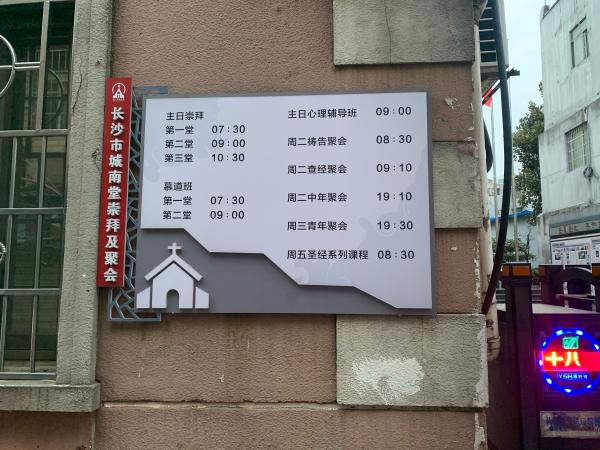 长沙市城南堂崇拜及聚会
主日崇拜
第一堂 07：30
第二堂 09：00
第三堂 10：30
慕道班
第一堂 07：30
第二堂 09：00
主日心理辅导班 09：00
周二祷告聚会 08：30
周二查经聚会 09：10
周二中年聚会 19：10
周三青年聚会 19：30
周五圣经系列课程 08：30
十八